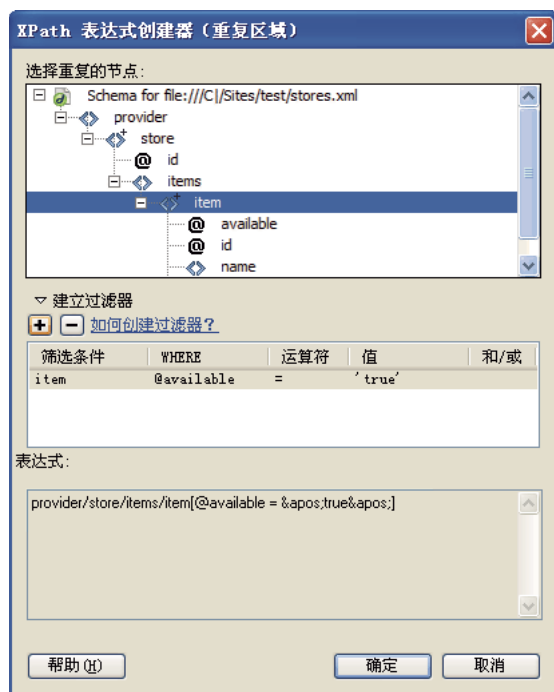 XPath 表达式创建器（重复区域）
选择重复的节点:
Schema for file:///C|/Sites/test/stores.xml
provider
store
@ id
items
item
@ available
@ id
name
建立过滤器
如何创建过滤器？
筛选条件 WHERE 运算符 值 和/或
item @available = 'true'
表达式:
provider/store/items/item[@available = &apos;true&apos;]
帮助(H) 确定 取消